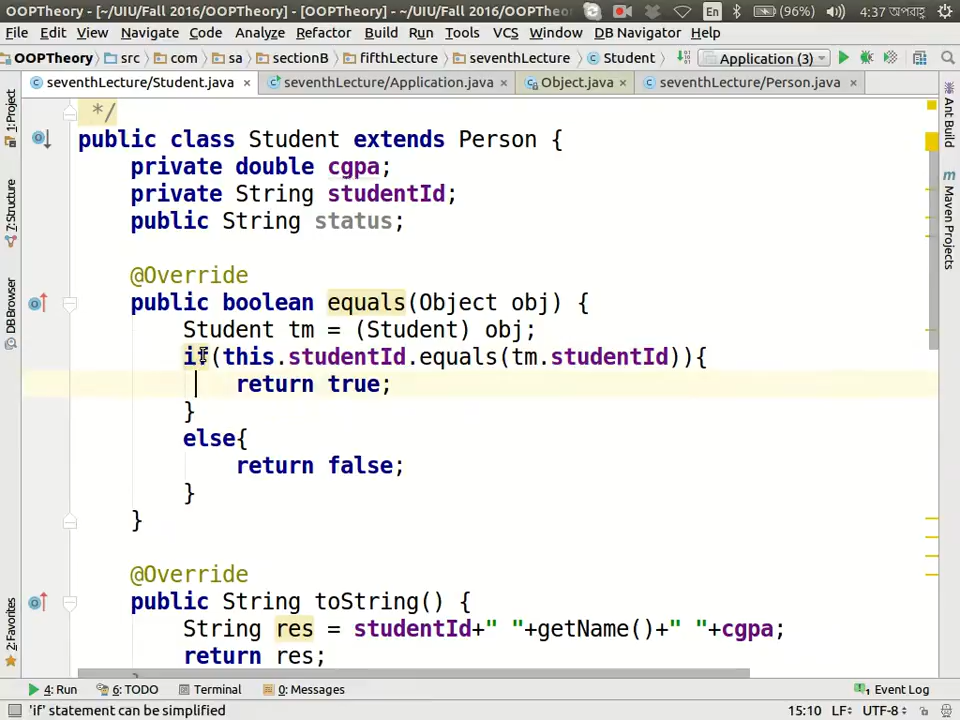 OOPTheory - [~/UIU/Fall 2016/OOPTheory] - ~/UIU/Fall 2016/OOPTheo
En (96%) 4:37 অপরাহ্ণ
File Edit View Navigate Code Analyze Refactor Build Run Tools VCS Window DB Navigator Help
OOPTheory src com sa sectionB fifthLecture seventhLecture Student Application (3)
seventhLecture/Student.java × seventhLecture/Application.java × Object.java × seventhLecture/Person.java ×
1: Project
7: Structure
DB Browser
2: Favorites
Ant Build
Maven Projects
*/
public class Student extends Person {
private double cgpa;
private String studentId;
public String status;
@Override
public boolean equals(Object obj) {
Student tm = (Student) obj;
if(this.studentId.equals(tm.studentId)){
return true;
}
else{
return false;
}
}
@Override
public String toString() {
String res = studentId+" "+getName()+" "+cgpa;
return res;
4: Run 6: TODO Terminal 0: Messages Event Log
'if' statement can be simplified 15:10 LF÷ UTF-8÷